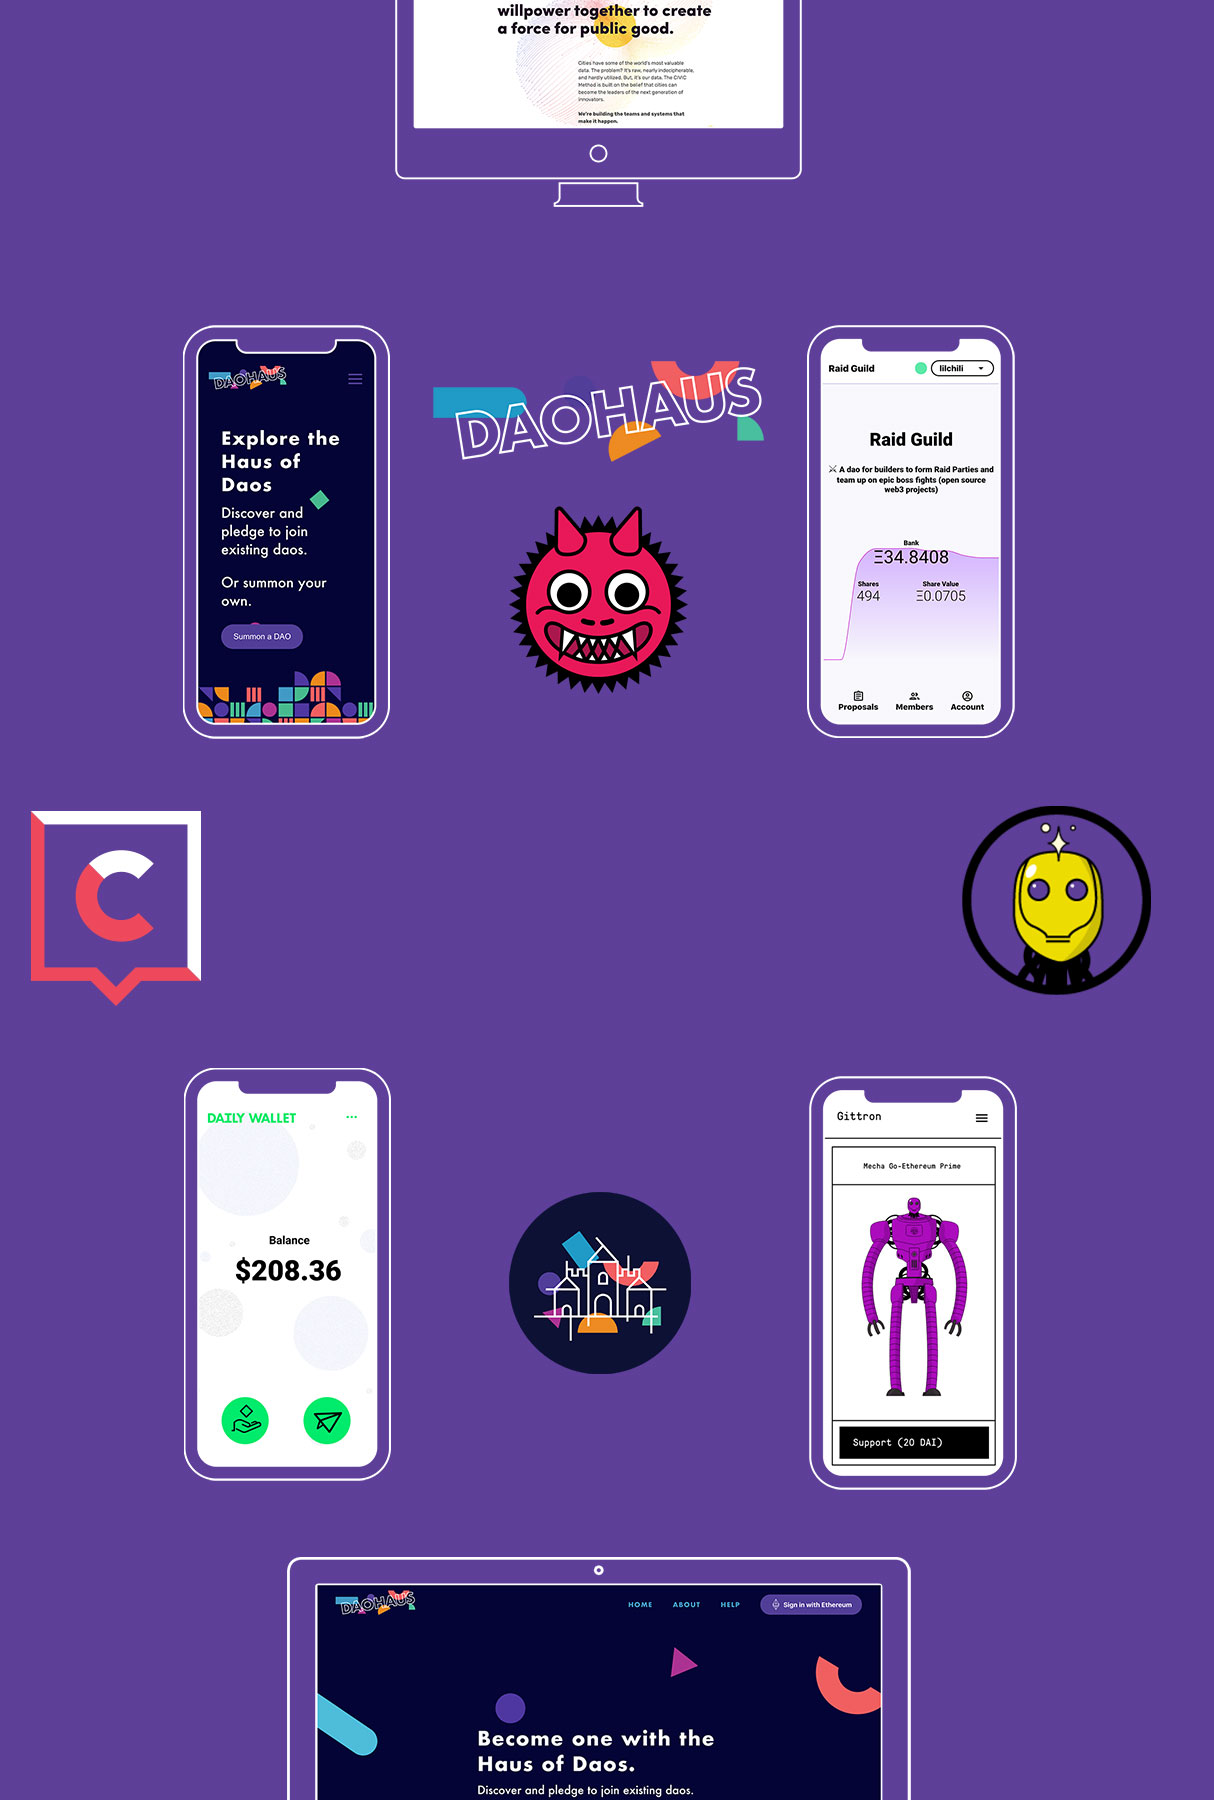 willpower together to create
a force for public good.
Cities have some of the world's most valuable
data. The problem? It's raw, nearly indecipherable,
and hardly utilized. But, it's our data. The CIVIC
Method is built on the belief that cities can
become the leaders of the next generation of
innovators.
We're building the teams and systems that
make it happen.
DAOHAUS
Explore the
Haus of
Daos
Discover and
pledge to join
existing daos.
Or summon your
own.
Summon a DAO
DAOHAUS
Raid Guild
lilchili
Raid Guild
⚔ A dao for builders to form Raid Parties and
team up on epic boss fights (open source
web3 projects)
Bank
Ξ34.8408
Shares
Share Value
494
Ξ0.0705
Proposals
Members
Account
C
DAILY WALLET
...
Balance
$208.36
Gittron
Mecha Go-Ethereum Prime
Support (20 DAI)
DAOHAUS
HOME
ABOUT
HELP
Sign in with Ethereum
Become one with the
Haus of Daos.
Discover and pledge to join existing daos.